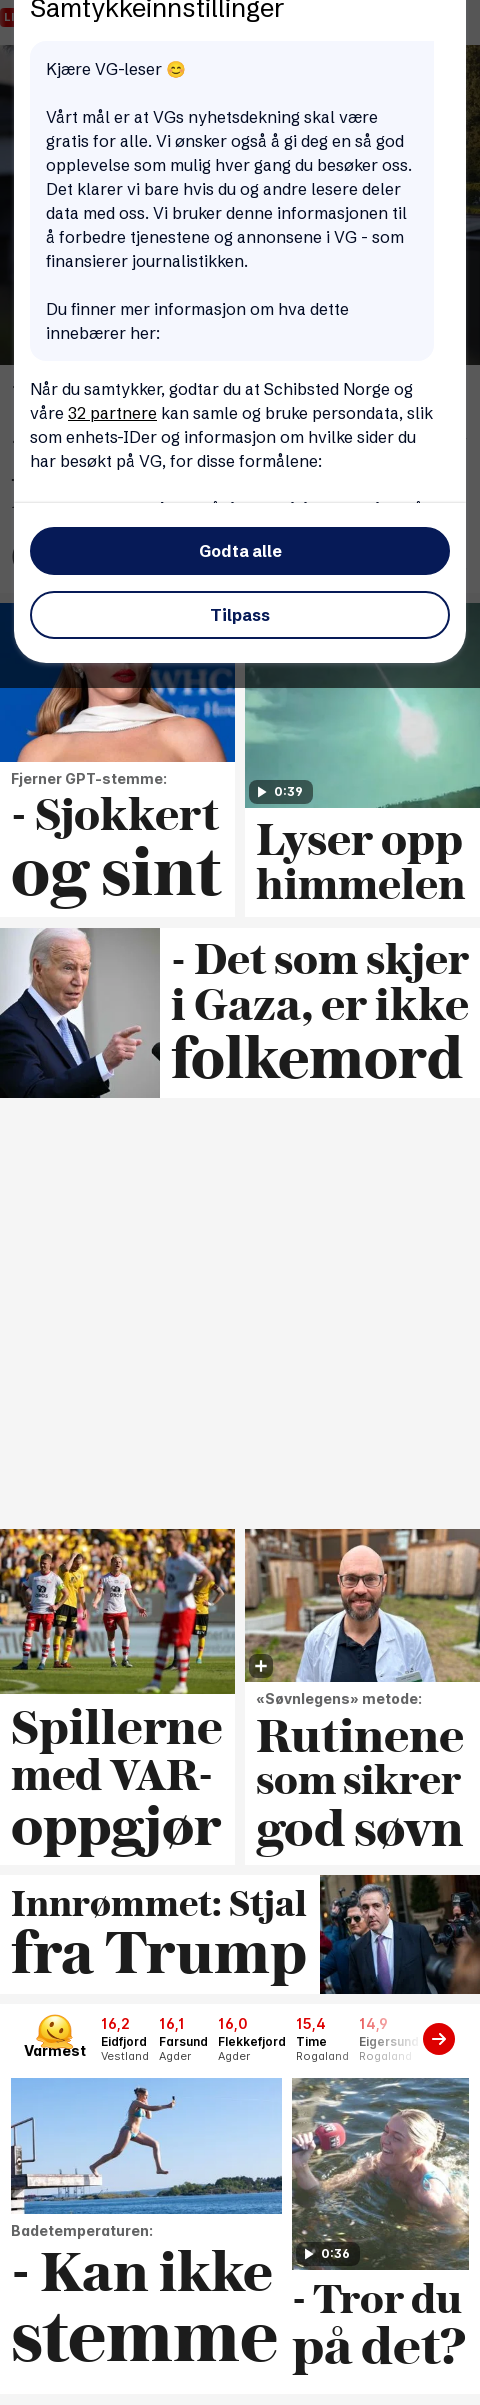 Samtykkeinnstillinger
Kjære VG-leser 😊
Vårt mål er at VGs nyhetsdekning skal være
gratis for alle. Vi ønsker også å gi deg en så god
opplevelse som mulig hver gang du besøker oss.
Det klarer vi bare hvis du og andre lesere deler
data med oss. Vi bruker denne informasjonen til
å forbedre tjenestene og annonsene i VG - som
finansierer journalistikken.
Du finner mer informasjon om hva dette
innebærer her:
Når du samtykker, godtar du at Schibsted Norge og
våre 32 partnere kan samle og bruke persondata, slik
som enhets-IDer og informasjon om hvilke sider du
har besøkt på VG, for disse formålene:
Godta alle
Tilpass
WHC
0:39
Fjerner GPT-stemme:
- Sjokkert
og sint
Lyser opp
himmelen
- Det som skjer
i Gaza, er ikke
folkemord
Spillerne
med VAR-
oppgjør
«Søvnlegens» metode:
Rutinene
som sikrer
god søvn
Innrømmet: Stjal
fra Trump
Varmest
16,2
Eidfjord
Vestland
16,1
Farsund
Agder
16,0
Flekkefjord
Agder
15,4
Time
Rogaland
14,9
Eigersund
Rogaland
Badetemperaturen:
- Kan ikke
stemme
0:36
- Tror du
på det?